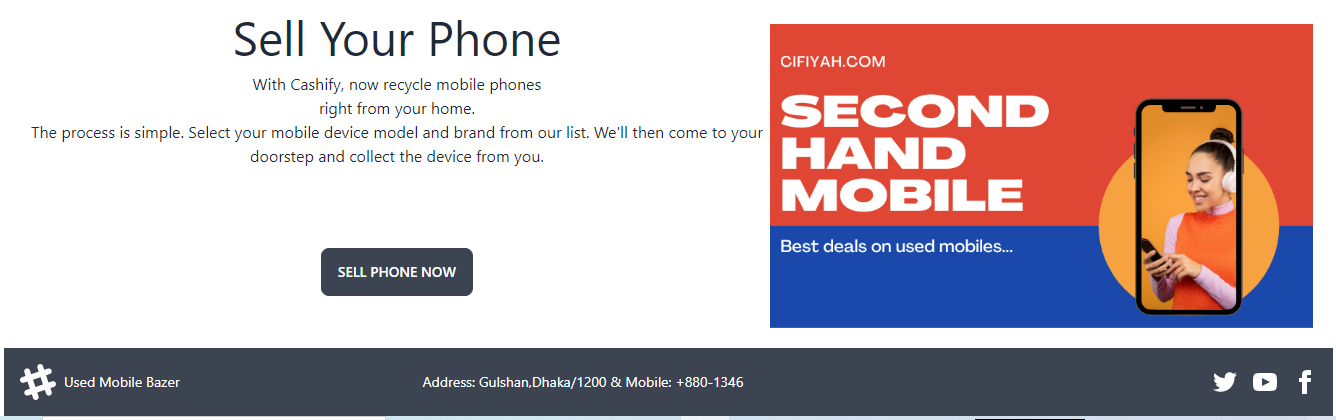 Sell Your Phone
With Cashify, now recycle mobile phones
right from your home.
The process is simple. Select your mobile device model and brand from our list. We'll then come to your
doorstep and collect the device from you.
SELL PHONE NOW
CIFIYAH.COM
SECOND
HAND
MOBILE
Best deals on used mobiles...
Used Mobile Bazer
Address: Gulshan,Dhaka/1200 & Mobile: +880-1346